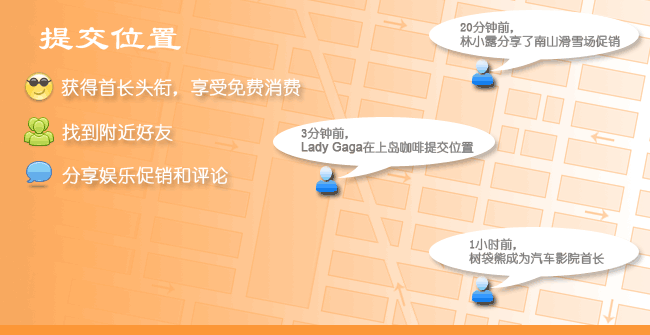 提交位置
获得首长头衔，享受免费消费
找到附近好友
分享娱乐促销和评论
20分钟前，
林小露分享了南山滑雪场促销
3分钟前，
Lady Gaga在上岛咖啡提交位置
1小时前，
树袋熊成为汽车影院首长